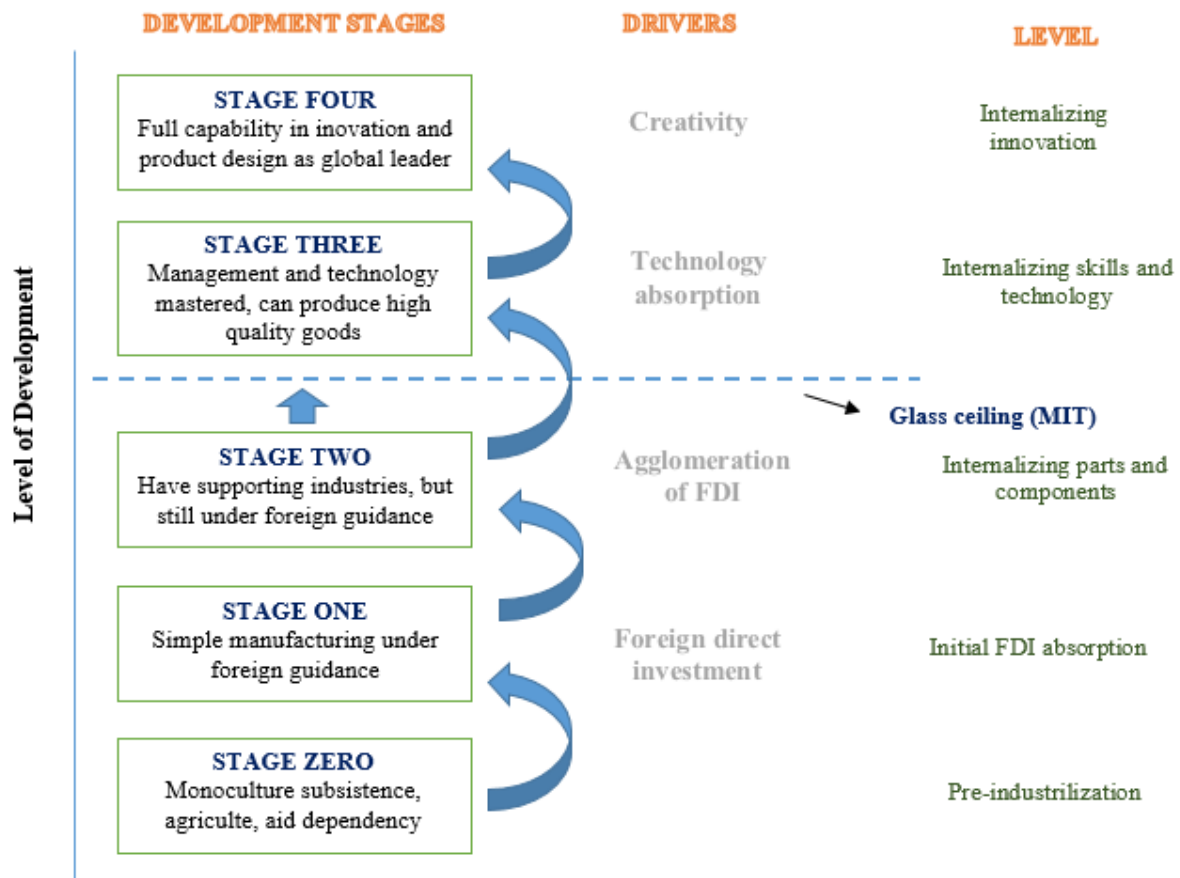 DEVELOPMENT STAGES
DRIVERS
LEVEL
Level of Development
STAGE FOUR
Full capability in inovation and
product design as global leader
Creativity
Internalizing
innovation
STAGE THREE
Management and technology
mastered, can produce high
quality goods
Technology
absorption
Internalizing skills and
technology
Glass ceiling (MIT)
STAGE TWO
Have supporting industries, but
still under foreign guidance
Agglomeration
of FDI
Internalizing parts and
components
STAGE ONE
Simple manufacturing under
foreign guidance
Foreign direct
investment
Initial FDI absorption
STAGE ZERO
Monoculture subsistence,
agriculte, aid dependency
Pre-industrilization